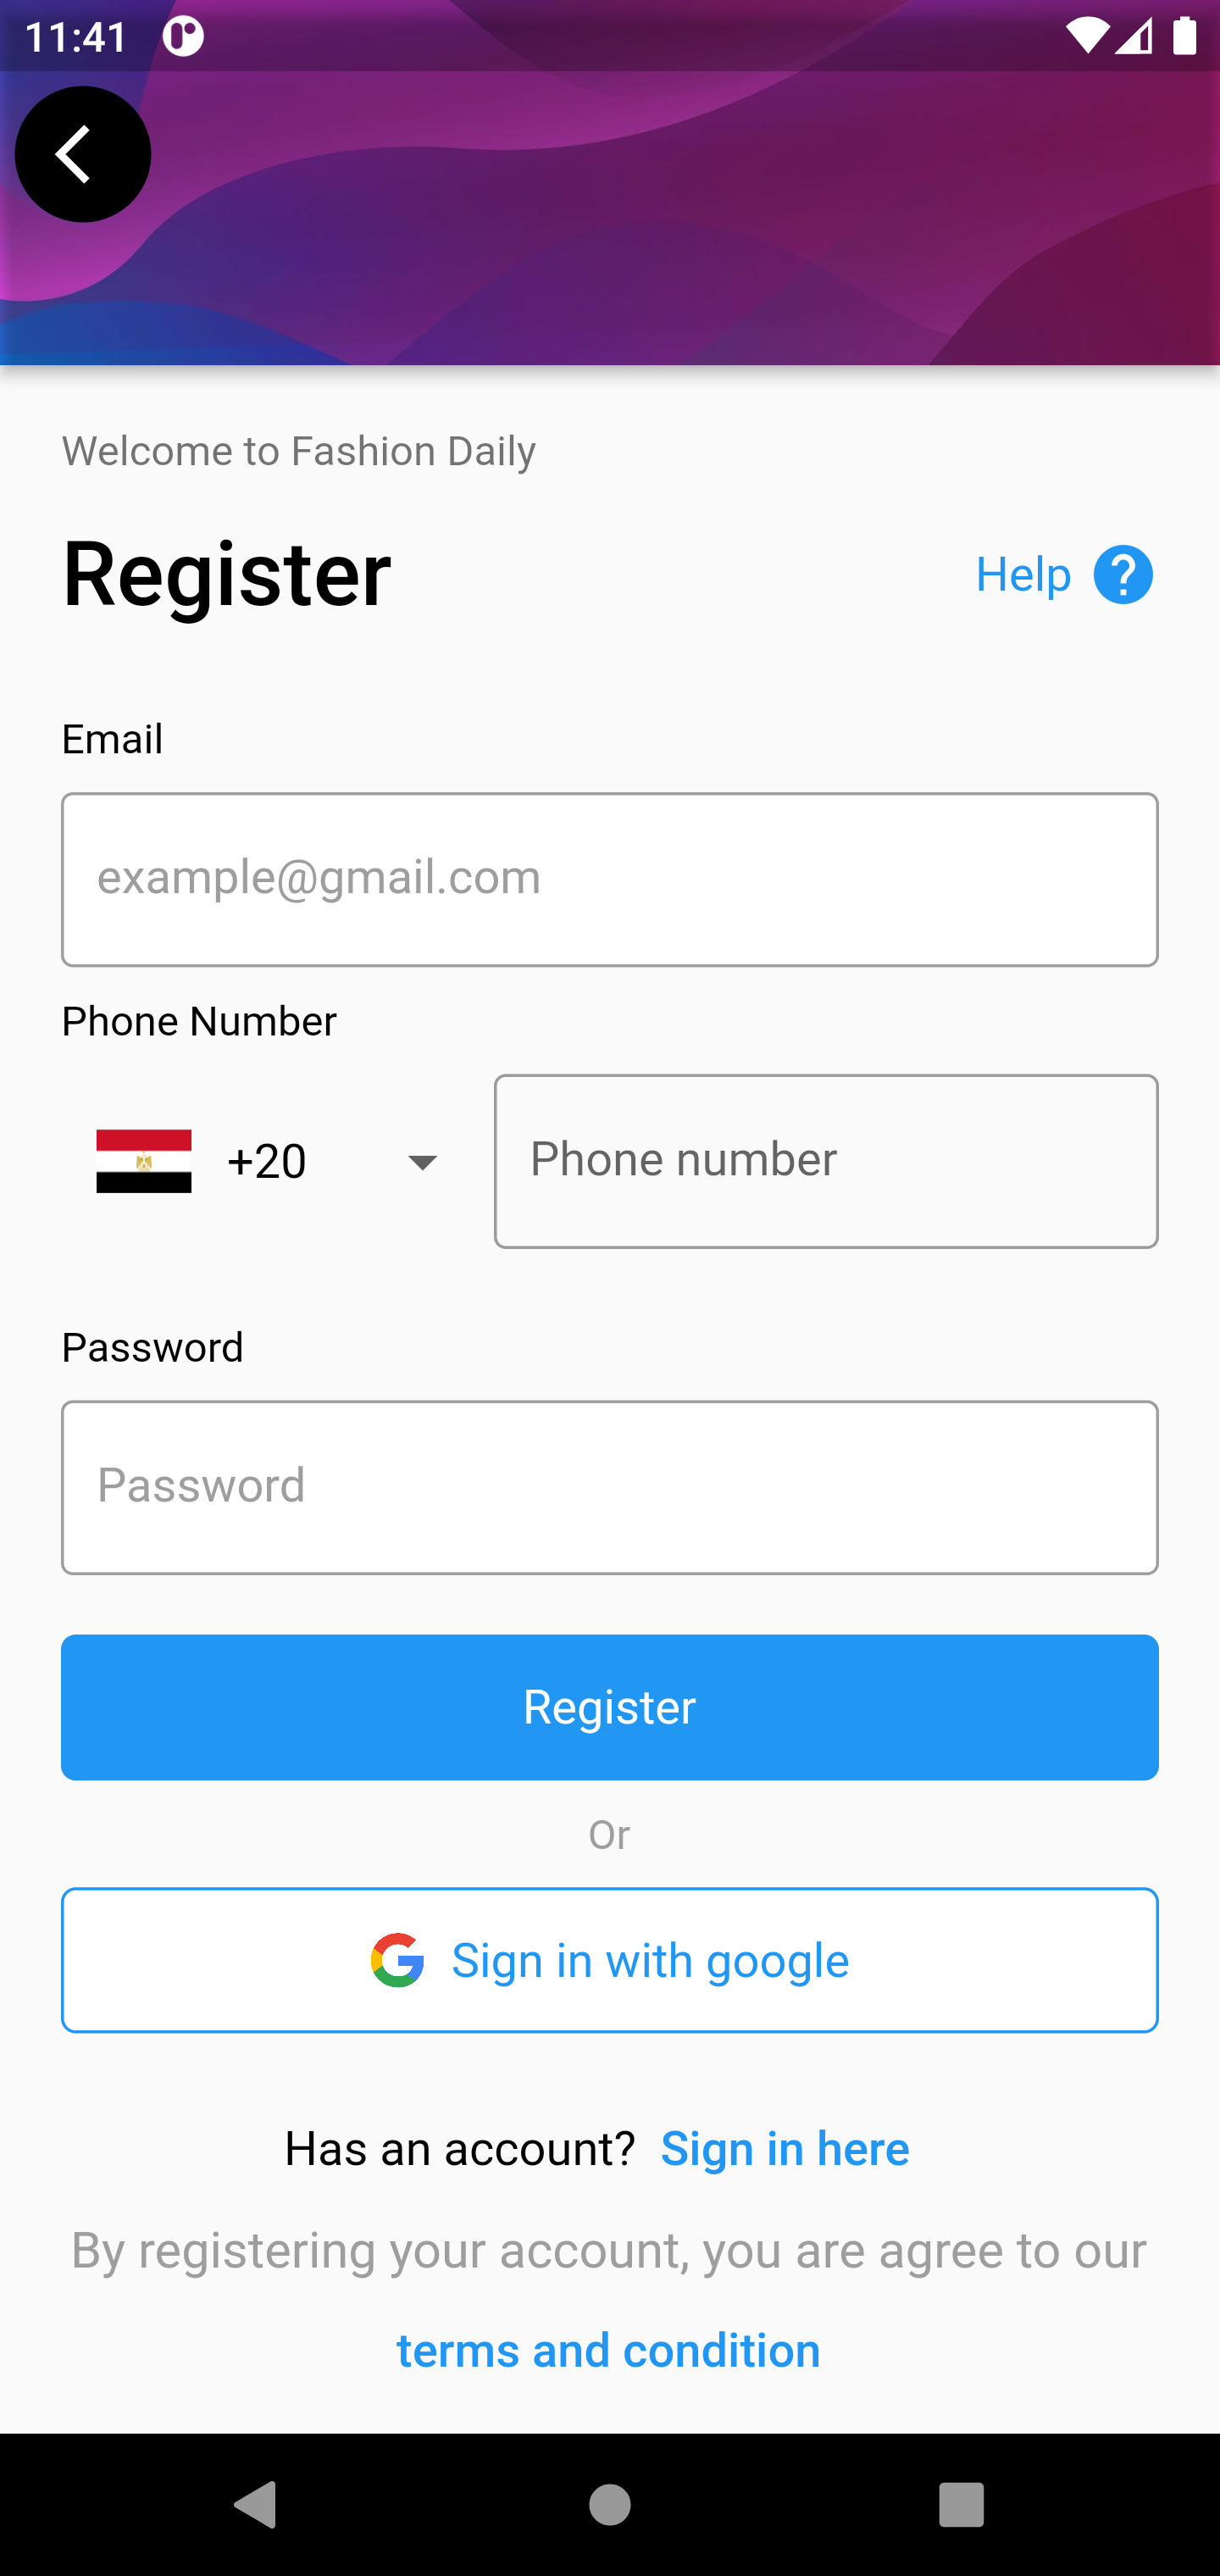 11:41
Welcome to Fashion Daily
Register
Help
Email
example@gmail.com
Phone Number
+20
Phone number
Password
Password
Register
Or
Sign in with google
Has an account? Sign in here
By registering your account, you are agree to our
terms and condition